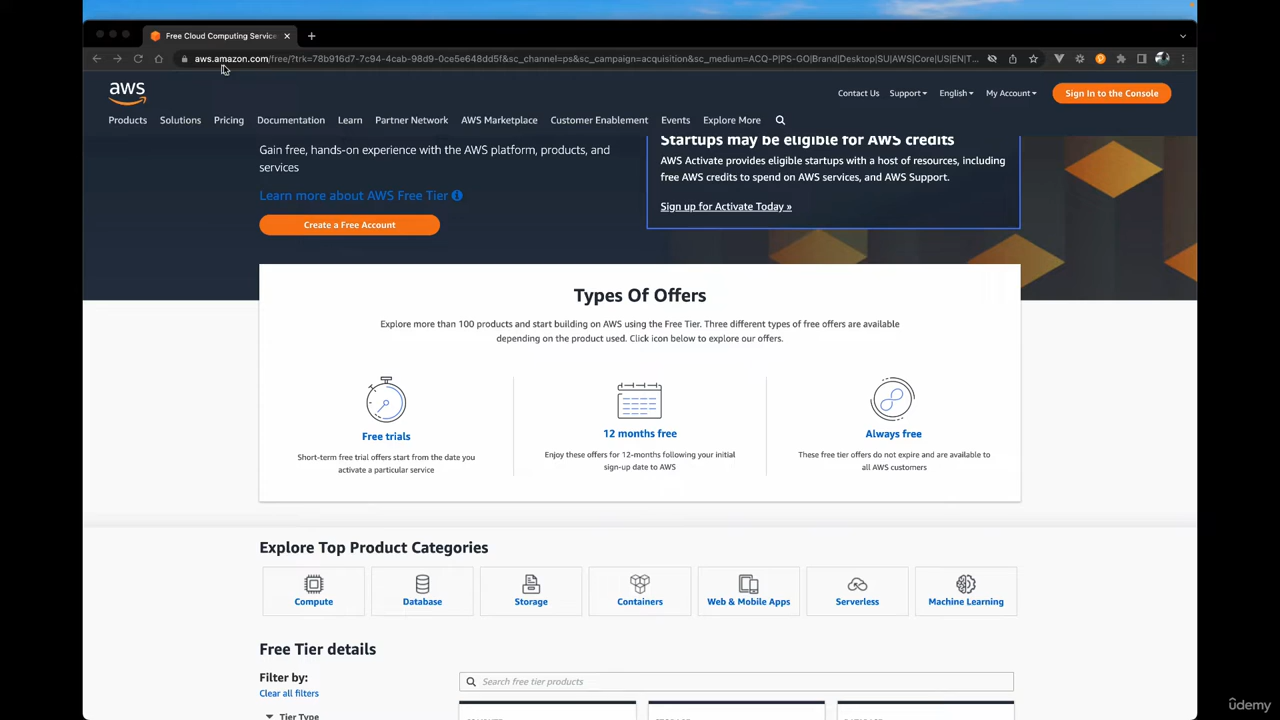 Free Cloud Computing Service
aws.amazon.com/free/?trk=78b916d7-7c94-4cab-98d9-0ce5e648dd5f&sc_channel=ps&sc_campaign=acquisition&sc_medium=ACQ-P|PS-GO|Brand|Desktop|SU|AWS|Core|US|EN|T...
aws
Contact Us Support English My Account Sign In to the Console
Products Solutions Pricing Documentation Learn Partner Network AWS Marketplace Customer Enablement Events Explore More
Gain free, hands-on experience with the AWS platform, products, and
services
Learn more about AWS Free Tier
Create a Free Account
Startups may be eligible for AWS credits
AWS Activate provides eligible startups with a host of resources, including
free AWS credits to spend on AWS services, and AWS Support.
Sign up for Activate Today »
Types Of Offers
Explore more than 100 products and start building on AWS using the Free Tier. Three different types of free offers are available
depending on the product used. Click icon below to explore our offers.
Free trials
Short-term free trial offers start from the date you
activate a particular service
12 months free
Enjoy these offers for 12-months following your initial
sign-up date to AWS
Always free
These free tier offers do not expire and are available to
all AWS customers
Explore Top Product Categories
Compute Database Storage Containers Web & Mobile Apps Serverless Machine Learning
Free Tier details
Filter by:
Clear all filters
Search free tier products
Tier Type
ûdemy